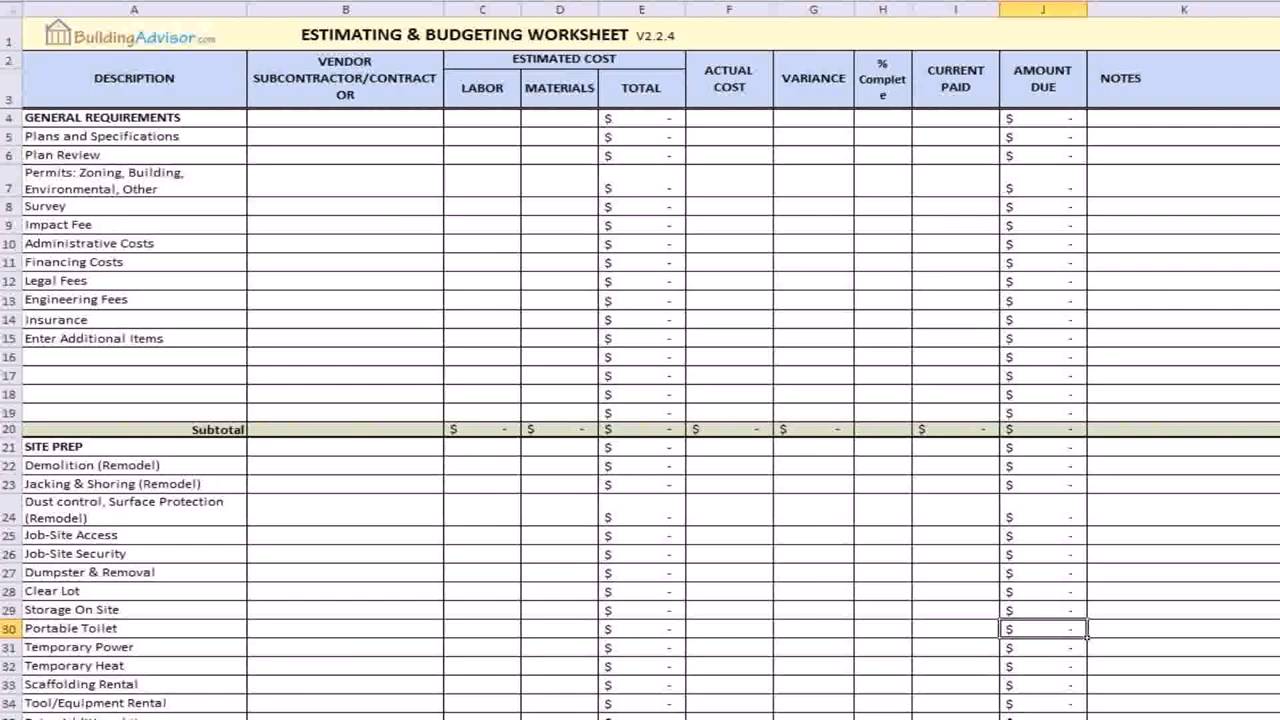 A B C D E F G H I J K
1 BuildingAdvisor.com ESTIMATING & BUDGETING WORKSHEET V2.2.4
2 VENDOR ESTIMATED COST
DESCRIPTION SUBCONTRACTOR/CONTRACT ACTUAL VARIANCE % CURRENT AMOUNT NOTES
3 OR LABOR MATERIALS TOTAL COST Complet PAID DUE
e
4 GENERAL REQUIREMENTS $ - $ -
5 Plans and Specifications $ - $ -
6 Plan Review $ - $ -
Permits: Zoning, Building,
7 Environmental, Other $ - $ -
8 Survey $ - $ -
9 Impact Fee $ - $ -
10 Administrative Costs $ - $ -
11 Financing Costs $ - $ -
12 Legal Fees $ - $ -
13 Engineering Fees $ - $ -
14 Insurance $ - $ -
15 Enter Additional Items $ - $ -
16 $ - $ -
17 $ - $ -
18 $ - $ -
19 $ - $ -
20 Subtotal $ - $ - $ - $ - $ - $ - $ -
21 SITE PREP $ - $ -
22 Demolition (Remodel) $ - $ -
23 Jacking & Shoring (Remodel) $ - $ -
Dust control, Surface Protection
24 (Remodel) $ - $ -
25 Job-Site Access $ - $ -
26 Job-Site Security $ - $ -
27 Dumpster & Removal $ - $ -
28 Clear Lot $ - $ -
29 Storage On Site $ - $ -
30 Portable Toilet $ - $ -
31 Temporary Power $ - $ -
32 Temporary Heat $ - $ -
33 Scaffolding Rental $ - $ -
34 Tool/Equipment Rental $ - $ -